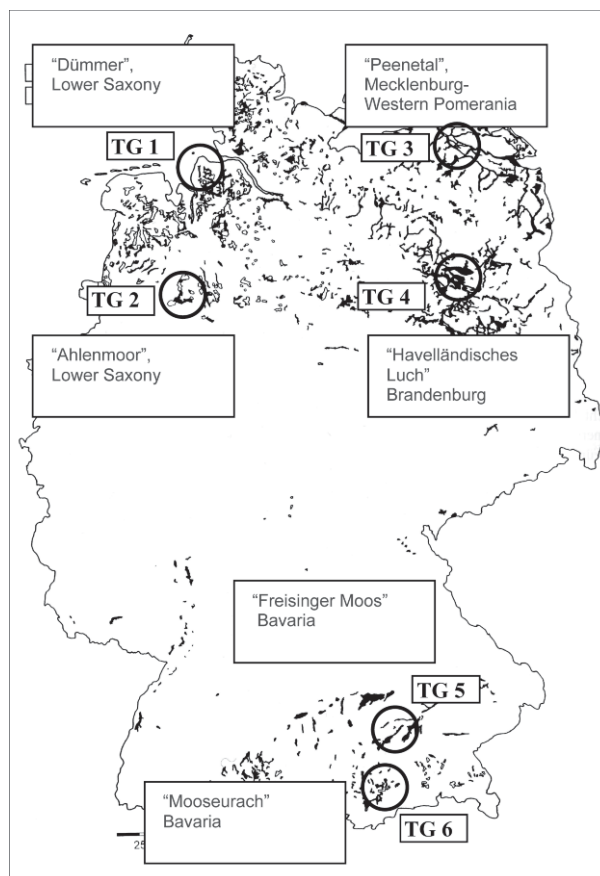 “Dümmer”,
Lower Saxony
“Peenetal”,
Mecklenburg-
Western Pomerania
TG 1
TG 3
TG 2
TG 4
“Ahlenmoor”,
Lower Saxony
“Havelländisches
Luch”
Brandenburg
“Freisinger Moos”
Bavaria
TG 5
“Mooseurach”
Bavaria
TG 6
25